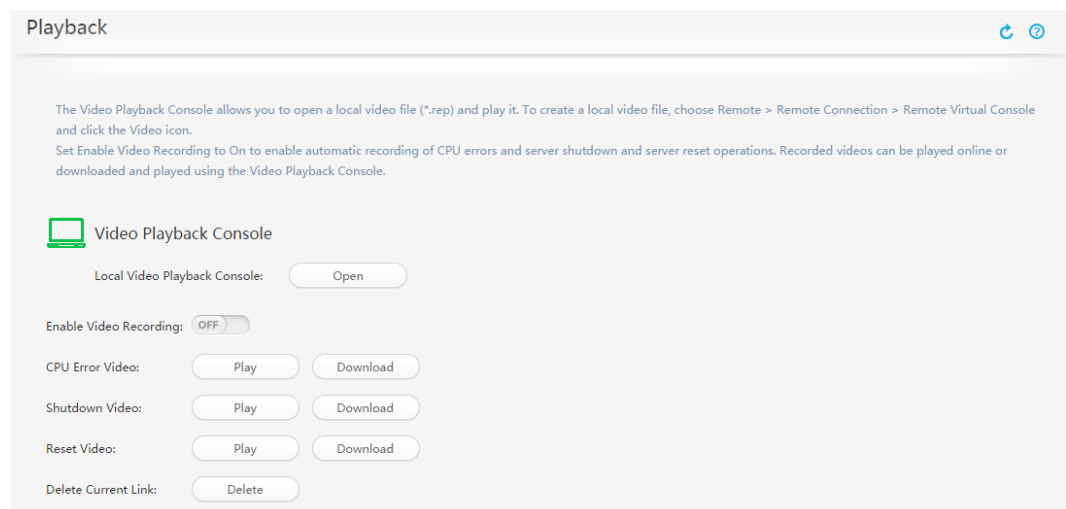 Playback
The Video Playback Console allows you to open a local video file (*.rep) and play it. To create a local video file, choose Remote > Remote Connection > Remote Virtual Console
and click the Video icon.
Set Enable Video Recording to On to enable automatic recording of CPU errors and server shutdown and server reset operations. Recorded videos can be played online or
downloaded and played using the Video Playback Console.
Video Playback Console
Local Video Playback Console: Open
Enable Video Recording: OFF
CPU Error Video: Play Download
Shutdown Video: Play Download
Reset Video: Play Download
Delete Current Link: Delete